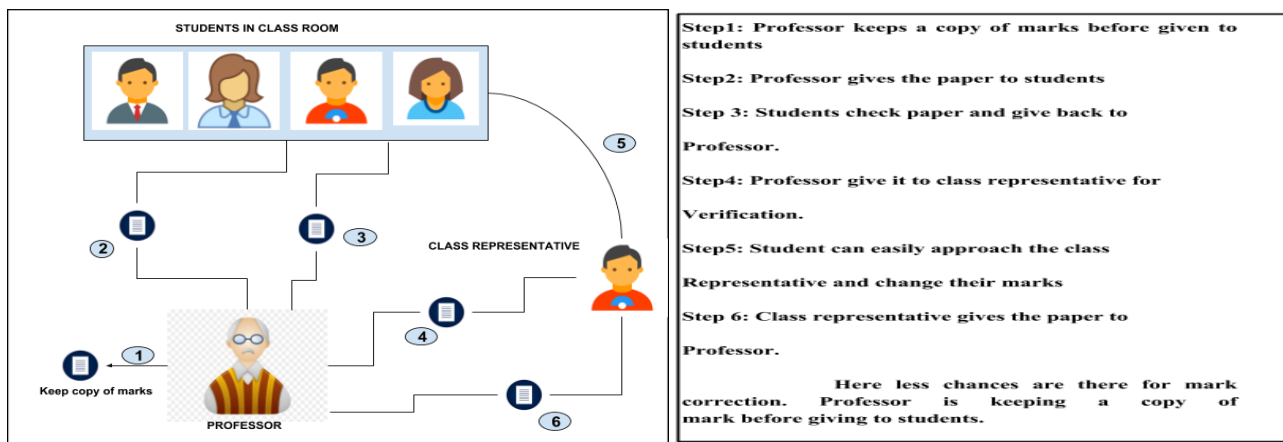 STUDENTS IN CLASS ROOM
5
2
3
CLASS REPRESENTATIVE
4
1
Keep copy of marks
6
PROFESSOR
Step1: Professor keeps a copy of marks before given to
students
Step2: Professor gives the paper to students
Step 3: Students check paper and give back to
Professor.
Step4: Professor give it to class representative for
Verification.
Step5: Student can easily approach the class
Representative and change their marks
Step 6: Class representative gives the paper to
Professor.
Here less chances are there for mark
correction. Professor is keeping a copy of
mark before giving to students.